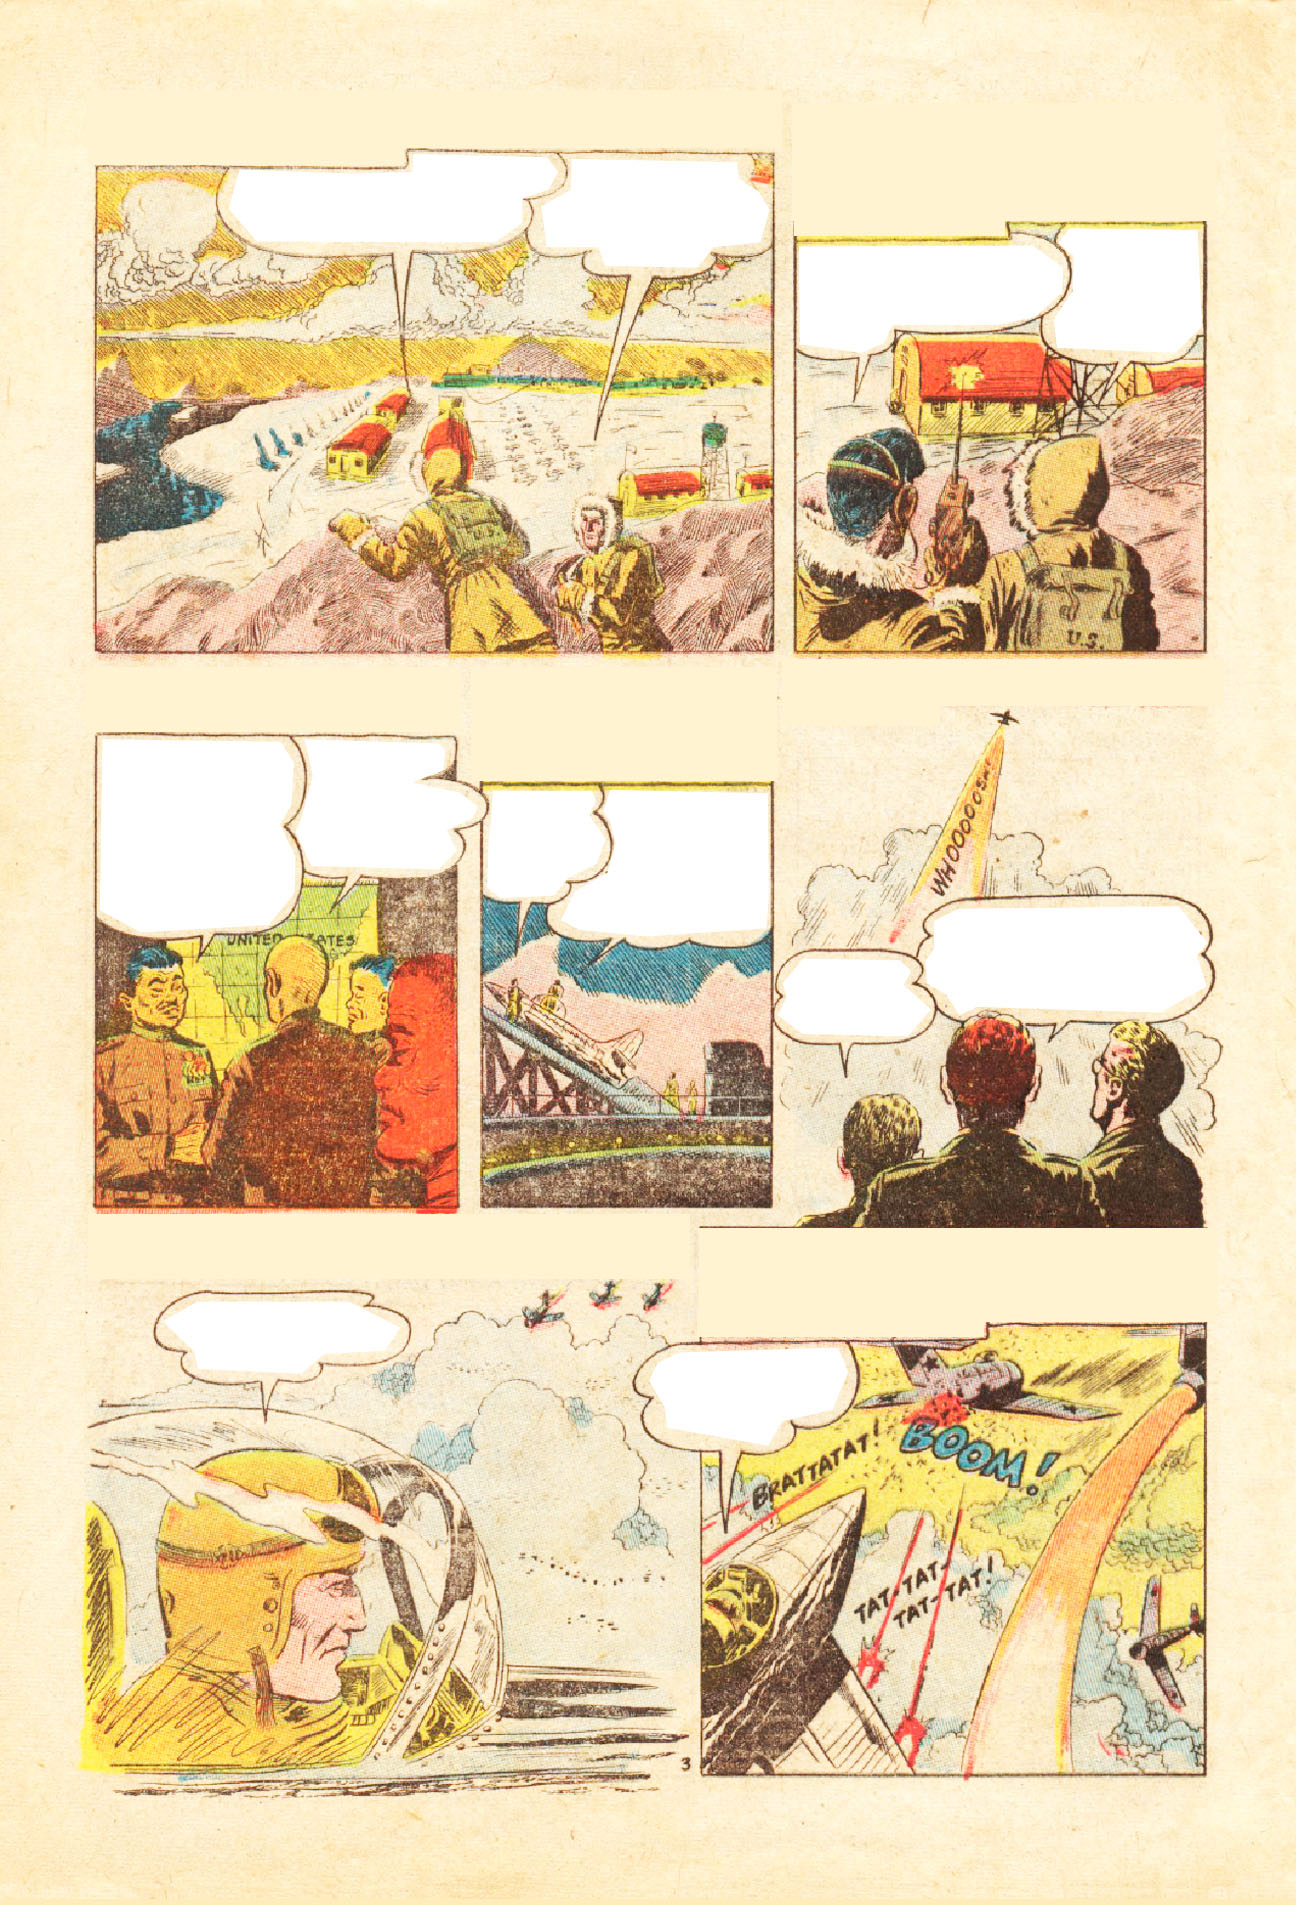 U.S.
UNITED STATES
WHOOOOOSH!
BRATTATAT!
BOOM!
TAT-TAT-
TAT-TAT!
3